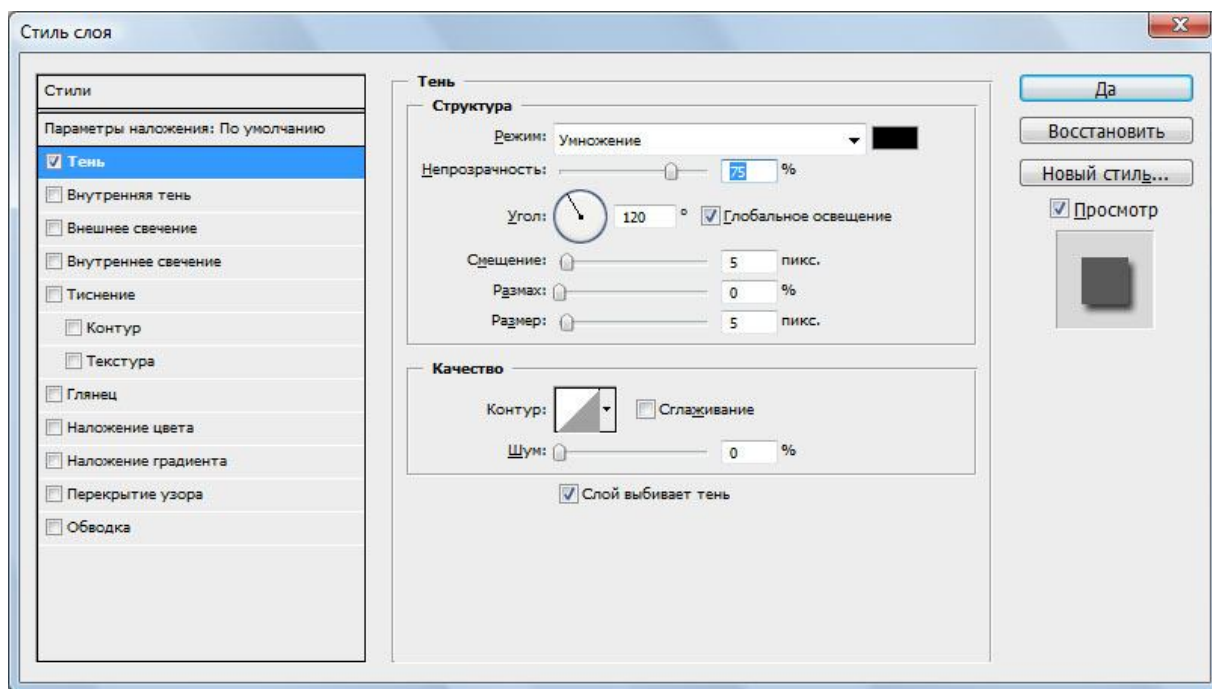 Стиль слоя
Стили
Параметры наложения: По умолчанию
Тень
Внутренняя тень
Внешнее свечение
Внутреннее свечение
Тиснение
Контур
Текстура
Глянец
Наложение цвета
Наложение градиента
Перекрытие узора
Обводка
Тень
Структура
Режим: Умножение
Непрозрачность: 75 %
Угол: 120 ° Глобальное освещение
Смещение: 5 пикс.
Размах: 0 %
Размер: 5 пикс.
Качество
Контур: Сглаживание
Шум: 0 %
Слой выбивает тень
Да
Восстановить
Новый стиль...
Просмотр